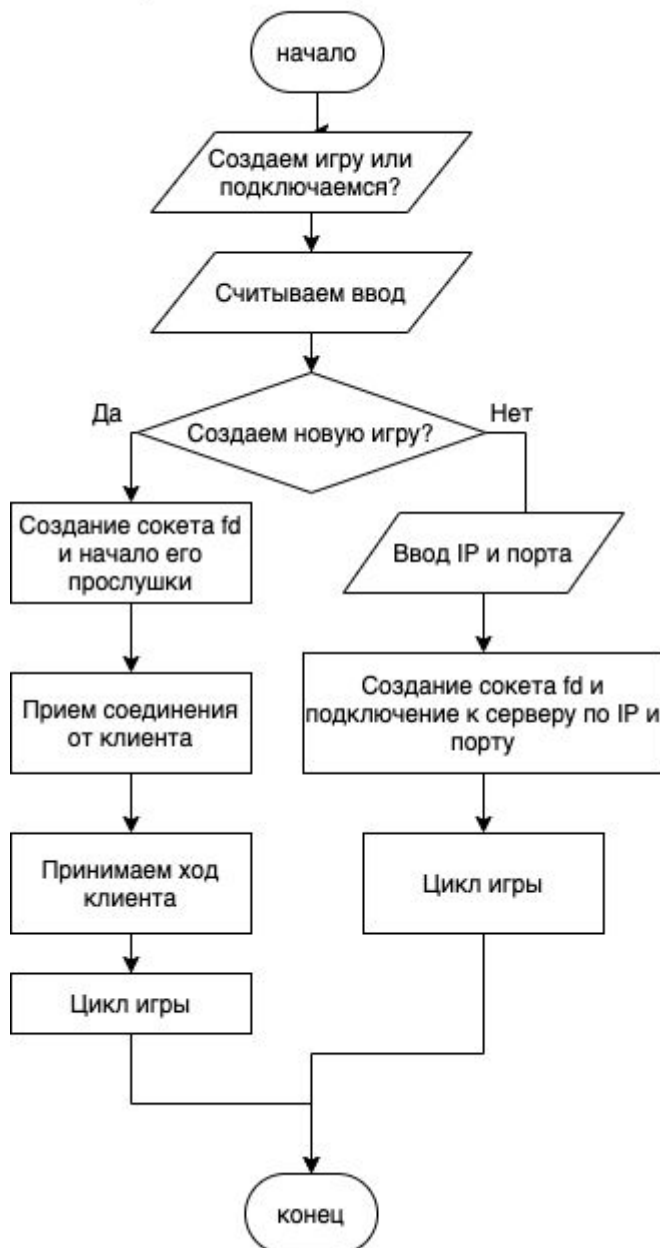 начало
Создаем игру или
подключаемся?
Считываем ввод
Да
Нет
Создаем новую игру?
Создание сокета fd
и начало его
прослушки
Ввод IP и порта
Прием соединения
от клиента
Создание сокета fd и
подключение к серверу по IP и
порту
Принимаем ход
клиента
Цикл игры
Цикл игры
конец